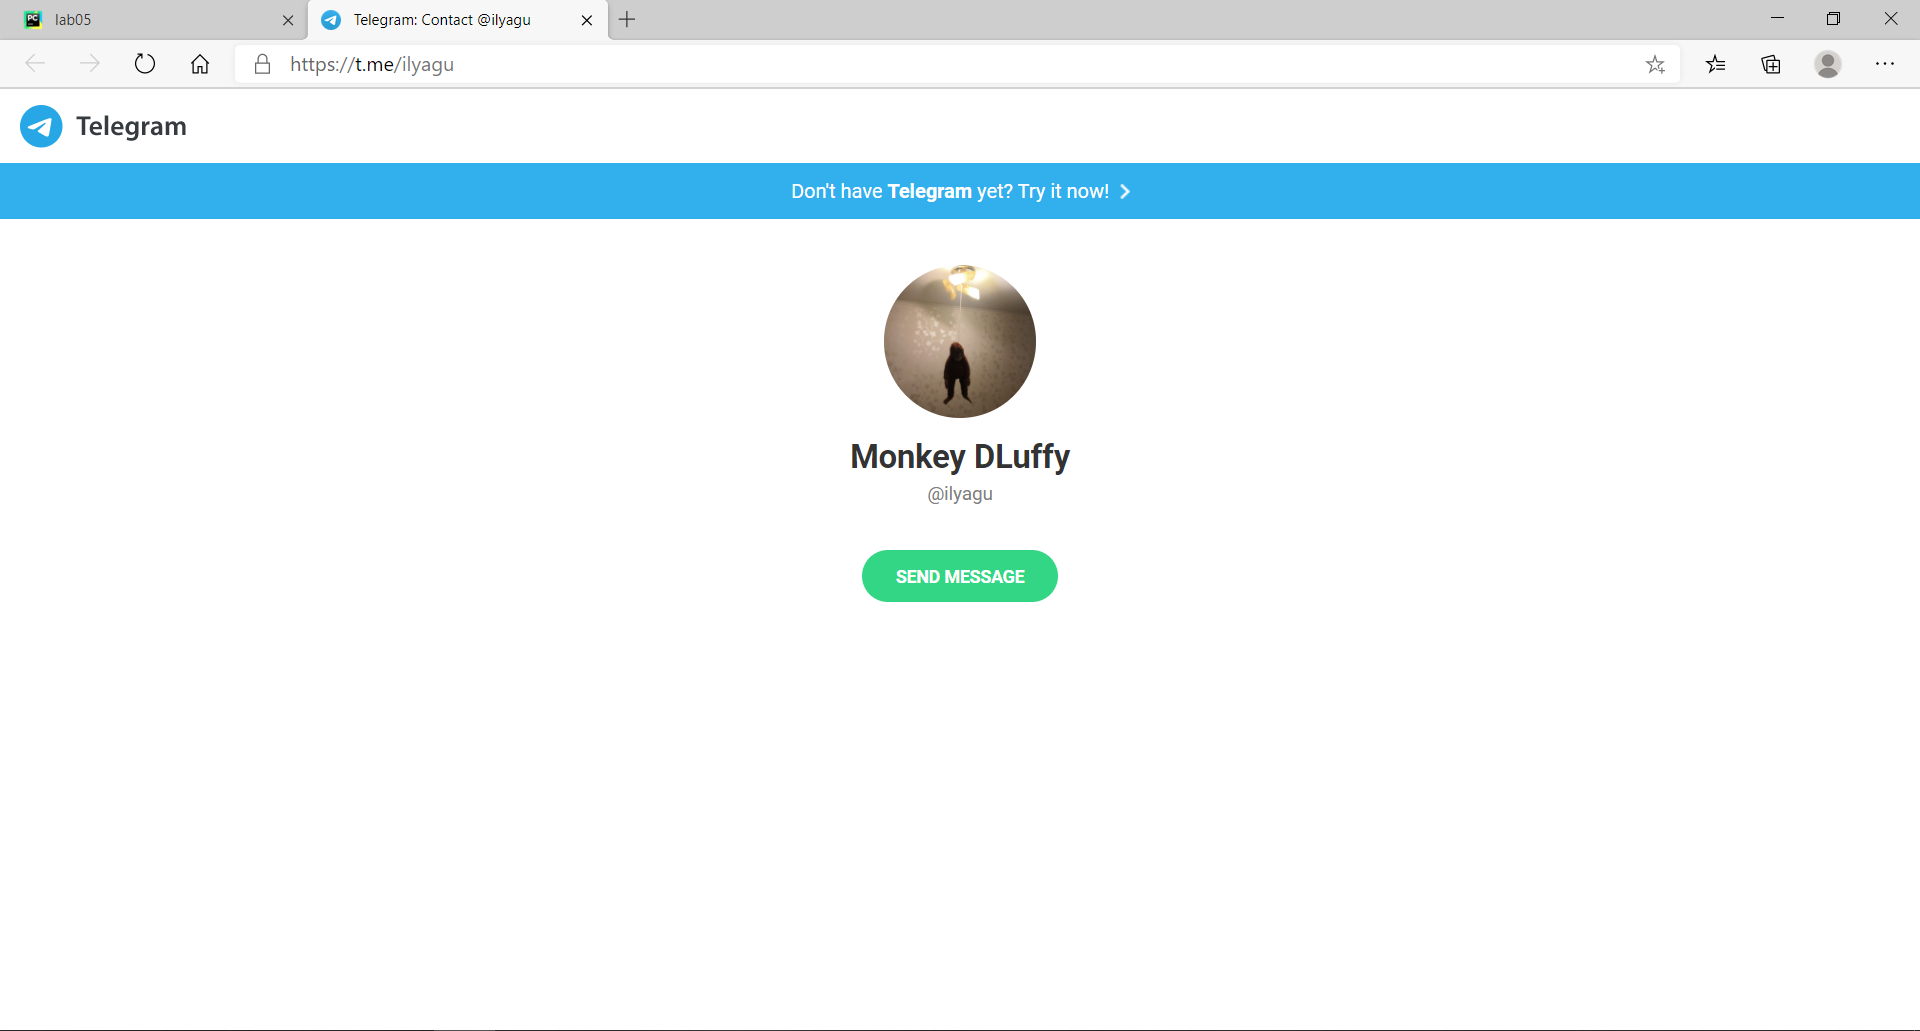 lab05
Telegram: Contact @ilyagu
https://t.me/ilyagu
Telegram
Don't have Telegram yet? Try it now!
Monkey DLuffy
@ilyagu
SEND MESSAGE